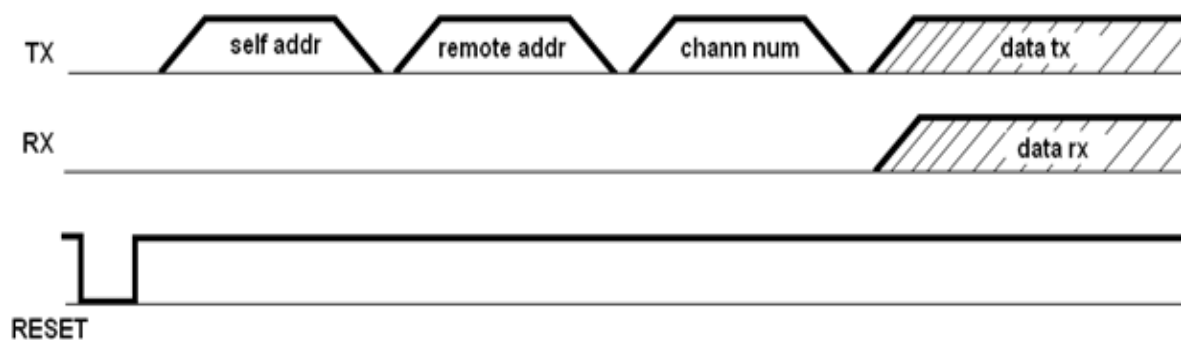 TX
self addr
remote addr
chann num
data tx
RX
data rx
RESET